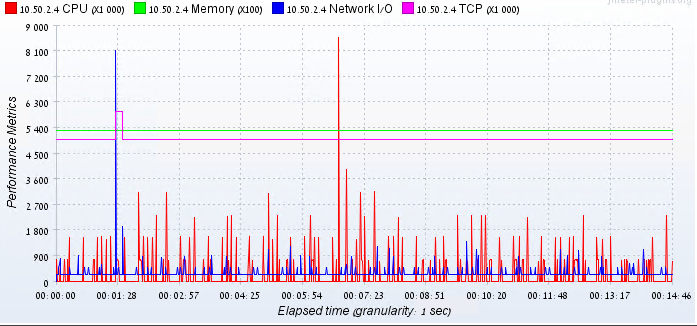 jmeter-plugins.org
10.50.2.4 CPU (X1 000) 10.50.2.4 Memory (X100) 10.50.2.4 Network I/O 10.50.2.4 TCP (X1 000)
9 000
8 100
7 200
6 300
5 400
4 500
3 600
2 700
1 800
900
0
Performance Metrics
00:00:00 00:01:28 00:02:57 00:04:25 00:05:54 00:07:23 00:08:51 00:10:20 00:11:48 00:13:17 00:14:46
Elapsed time (granularity: 1 sec)